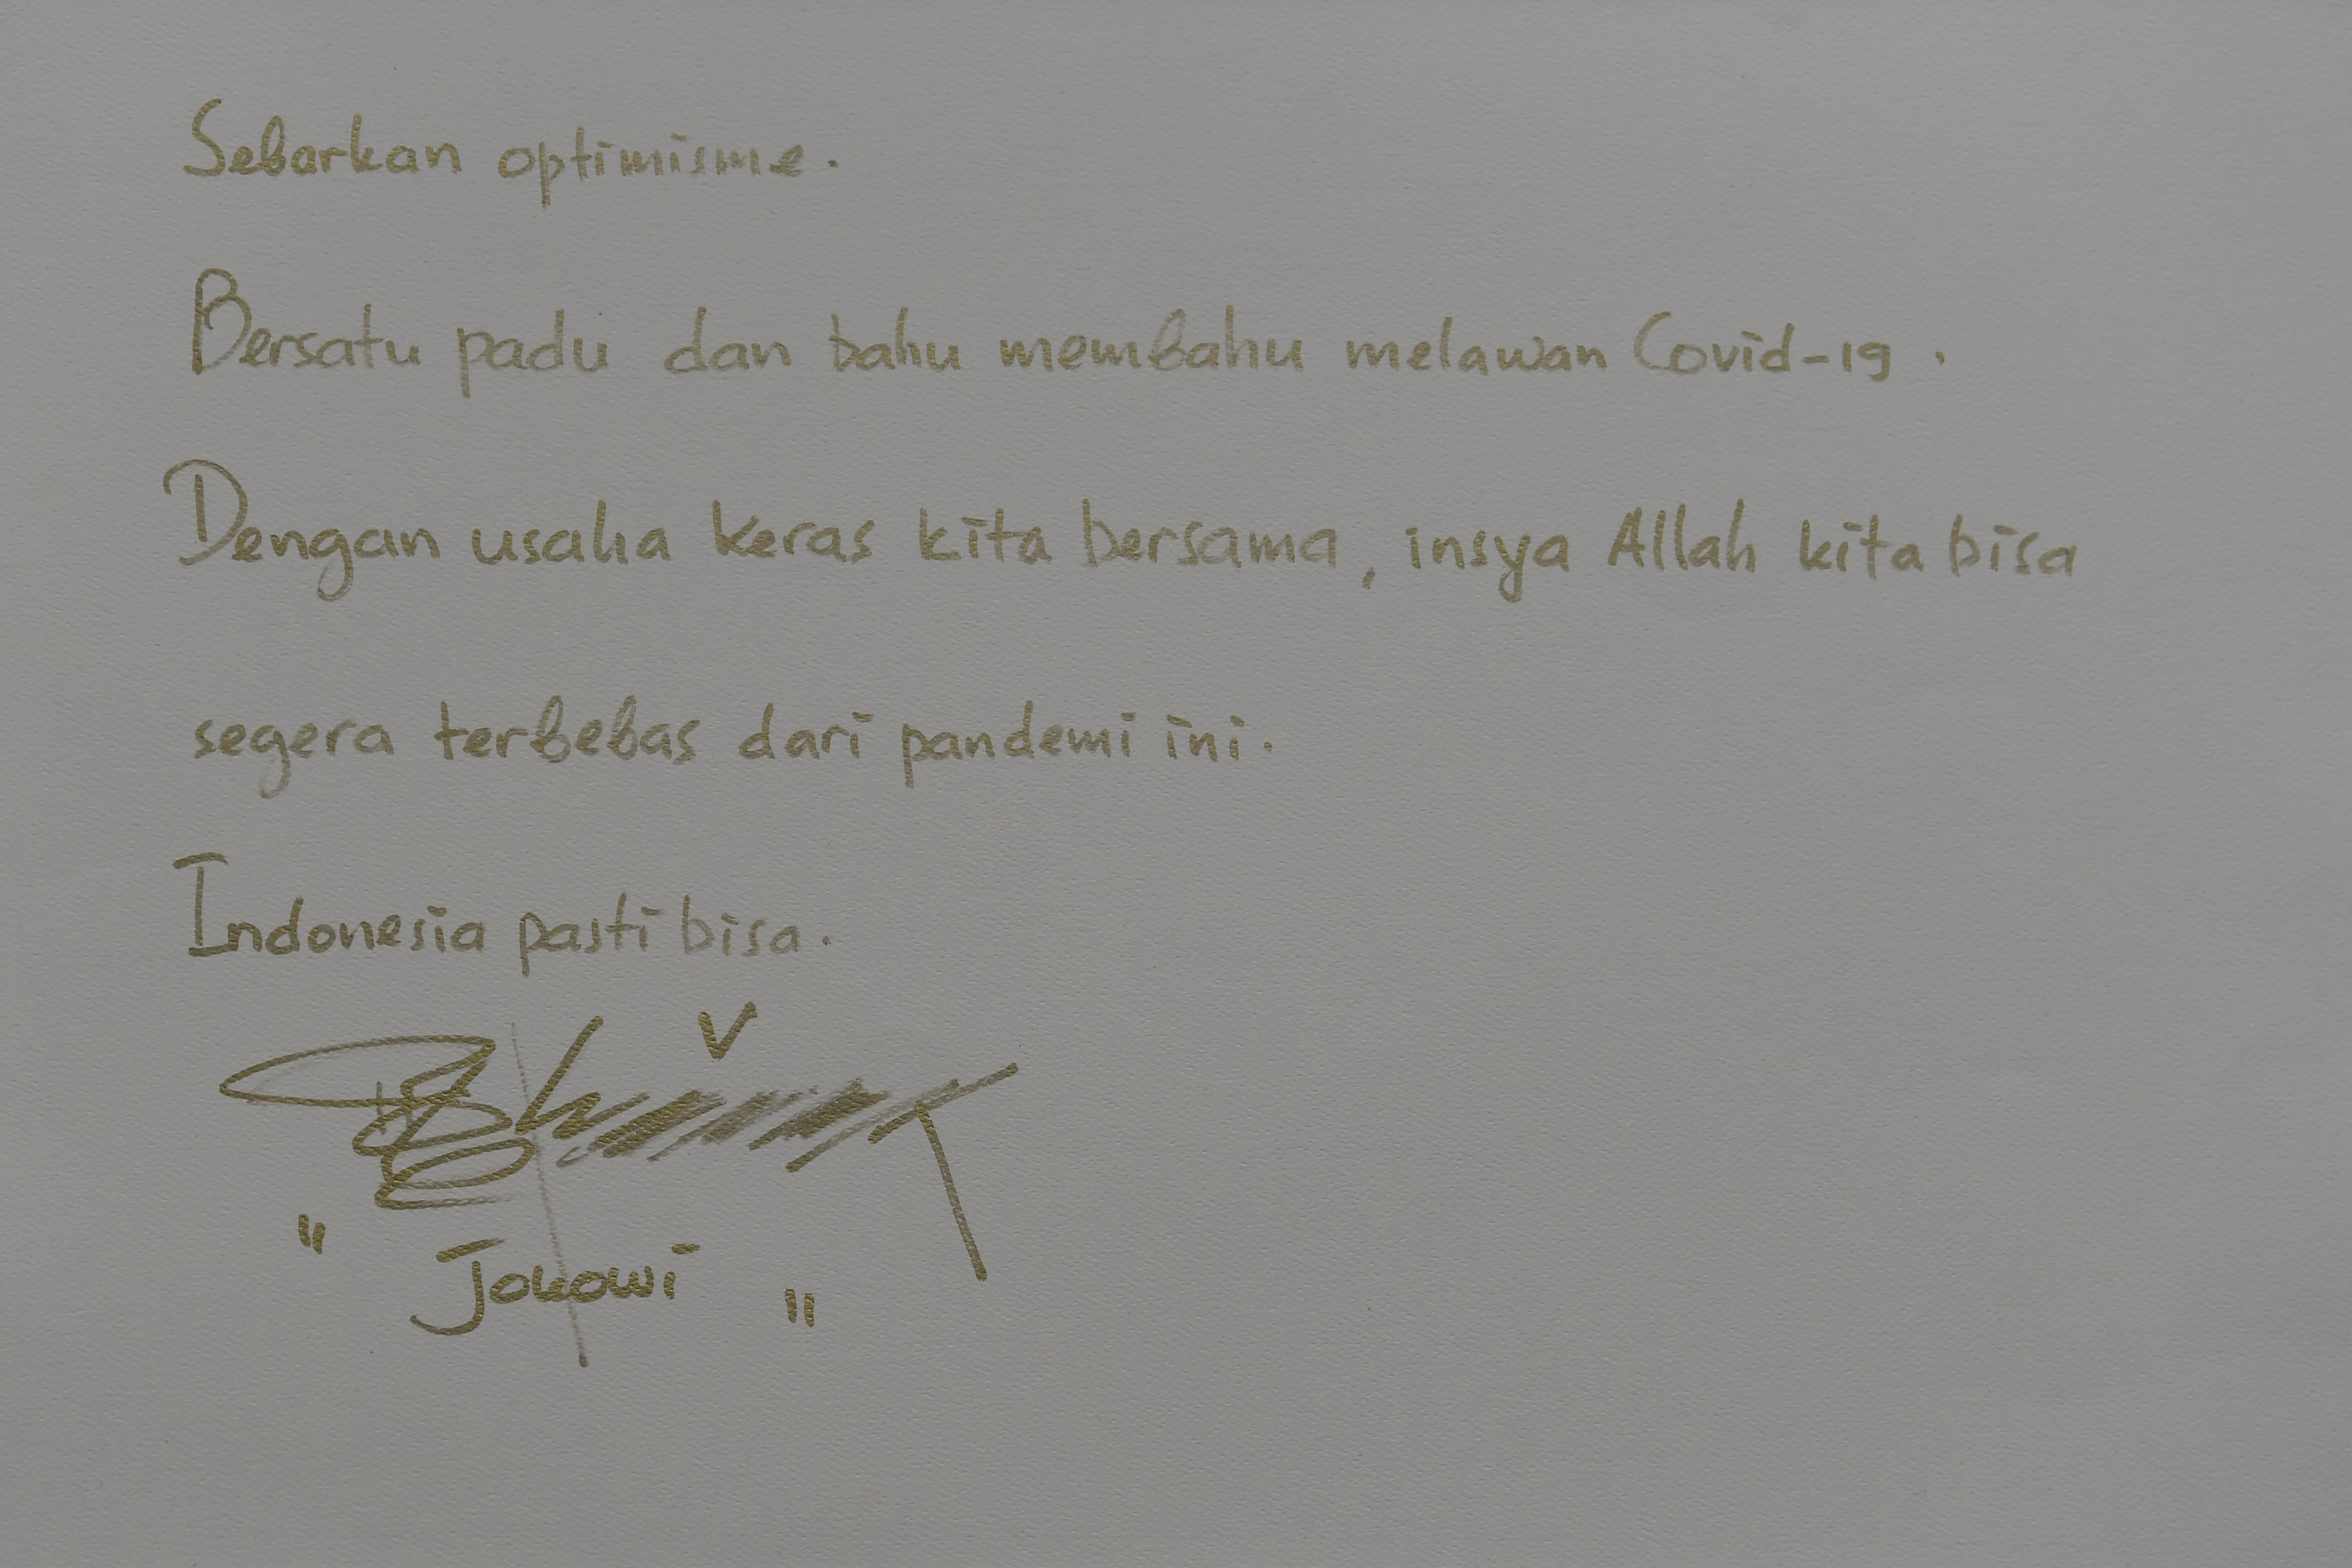 Sebarkan optimisme.
Bersatu padu dan bahu membahu melawan Covid-19.
Dengan usaha keras kita bersama, insya Allah kita bisa
segera terbebas dari pandemi ini.
Indonesia pasti bisa.
" Jokowi "